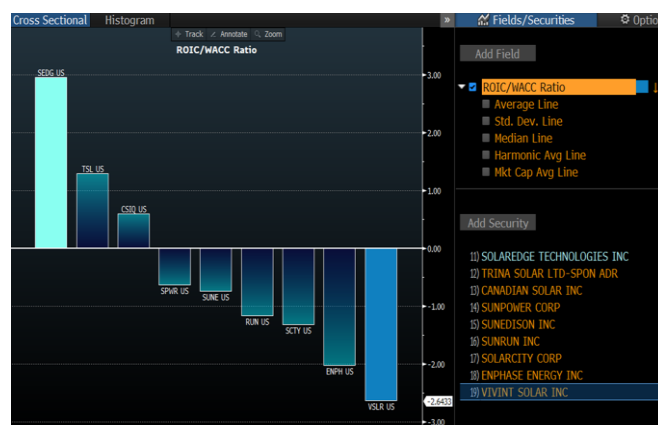 Cross Sectional Histogram » Fields/Securities
Track Annotate Zoom
ROIC/WACC Ratio
SEDG US
TSL US
CSIQ US
SPWR US
SUNE US
RUN US
SCTY US
ENPH US
VSLR US
3.00
2.00
1.00
0.00
-1.00
-2.00
-2.6433
-3.00
Add Field
ROIC/WACC Ratio
Average Line
Std. Dev. Line
Median Line
Harmonic Avg Line
Mkt Cap Avg Line
Add Security
11) SOLAREDGE TECHNOLOGIES INC
12) TRINA SOLAR LTD-SPON ADR
13) CANADIAN SOLAR INC
14) SUNPOWER CORP
15) SUNEDISON INC
16) SUNRUN INC
17) SOLARCITY CORP
18) ENPHASE ENERGY INC
19) VIVINT SOLAR INC